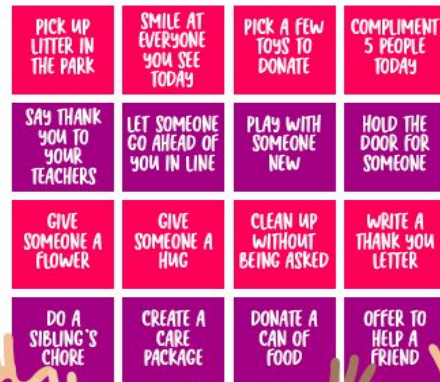 PICK UP
LITTER IN
THE PARK
SMILE AT
EVERYONE
YOU SEE
TODAY
PICK A FEW
TOYS TO
DONATE
COMPLIMENT
5 PEOPLE
TODAY
SAY THANK
YOU TO
YOUR
TEACHERS
LET SOMEONE
GO AHEAD OF
YOU IN LINE
PLAY WITH
SOMEONE
NEW
HOLD THE
DOOR FOR
SOMEONE
GIVE
SOMEONE A
FLOWER
GIVE
SOMEONE A
HUG
CLEAN UP
WITHOUT
BEING ASKED
WRITE A
THANK YOU
LETTER
DO A
SIBLING'S
CHORE
CREATE A
CARE
PACKAGE
DONATE A
CAN OF
FOOD
OFFER TO
HELP A
FRIEND